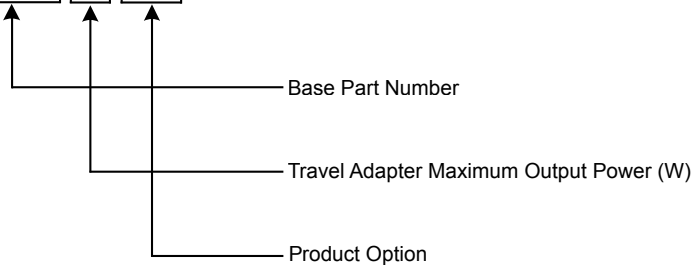 Base Part Number
Travel Adapter Maximum Output Power (W)
Product Option